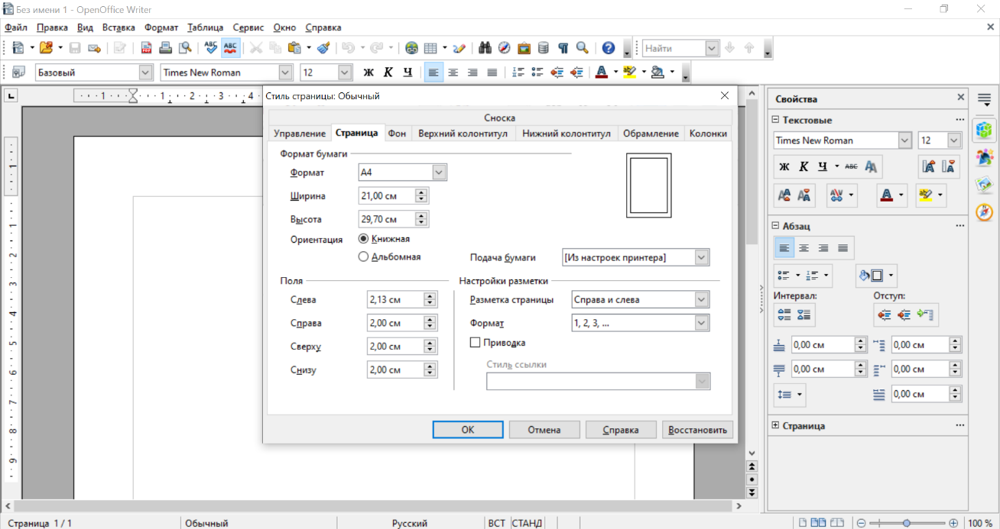 Без имени 1 - OpenOffice Writer
Файл Правка Вид Вставка Формат Таблица Сервис Окно Справка
Найти
Базовый Times New Roman 12 Ж К Ч
Стиль страницы: Обычный
Сноска
Управление Страница Фон Верхний колонтитул Нижний колонтитул Обрамление Колонки
Формат бумаги
Формат A4
Ширина 21,00 см
Высота 29,70 см
Ориентация Книжная
Альбомная
Подача бумаги [Из настроек принтера]
Поля
Слева 2,13 см
Справа 2,00 см
Сверху 2,00 см
Снизу 2,00 см
Настройки разметки
Разметка страницы Справа и слева
Формат 1, 2, 3, ...
Приводка
Стиль ссылки
ОК Отмена Справка Восстановить
Свойства
Текстовые
Times New Roman 12
Ж К Ч ABC
Абзац
Интервал: Отступ:
0,00 см 0,00 см
0,00 см 0,00 см
0,00 см
Страница
Страница 1 / 1 Обычный Русский ВСТ СТАНД 100 %